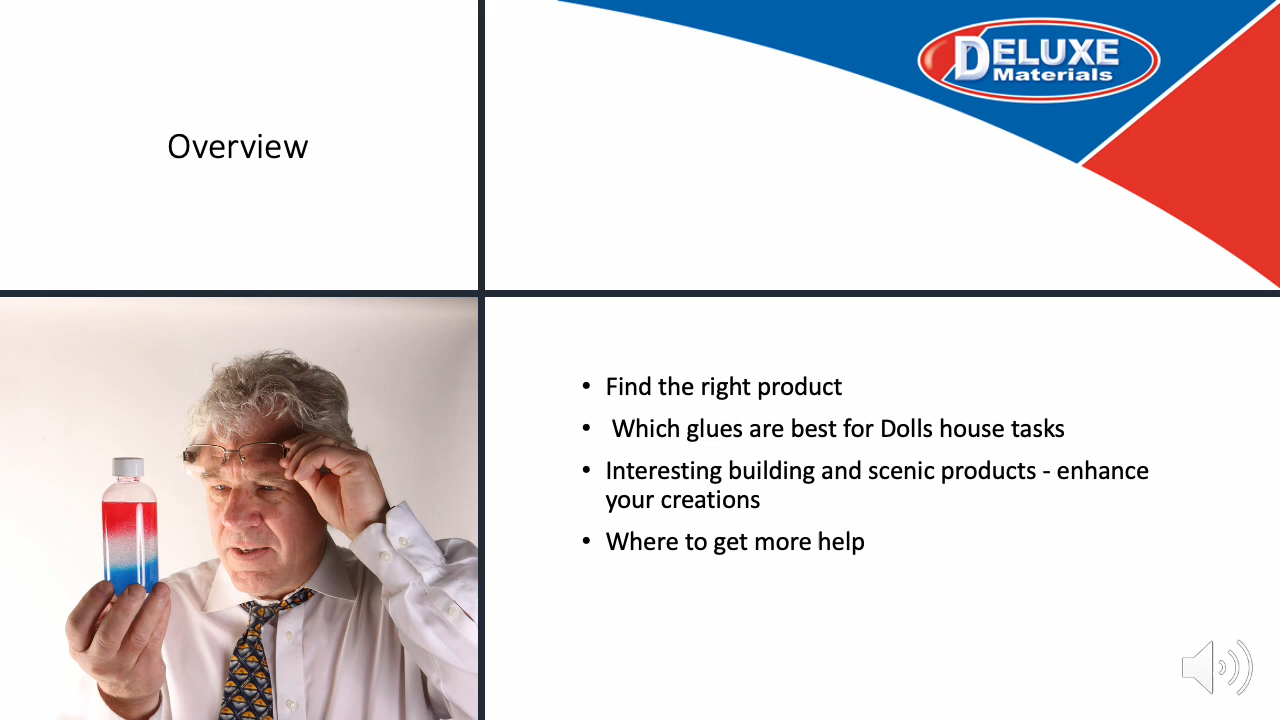 Overview
DELUXE
Materials
• Find the right product
• Which glues are best for Dolls house tasks
• Interesting building and scenic products - enhance
your creations
• Where to get more help